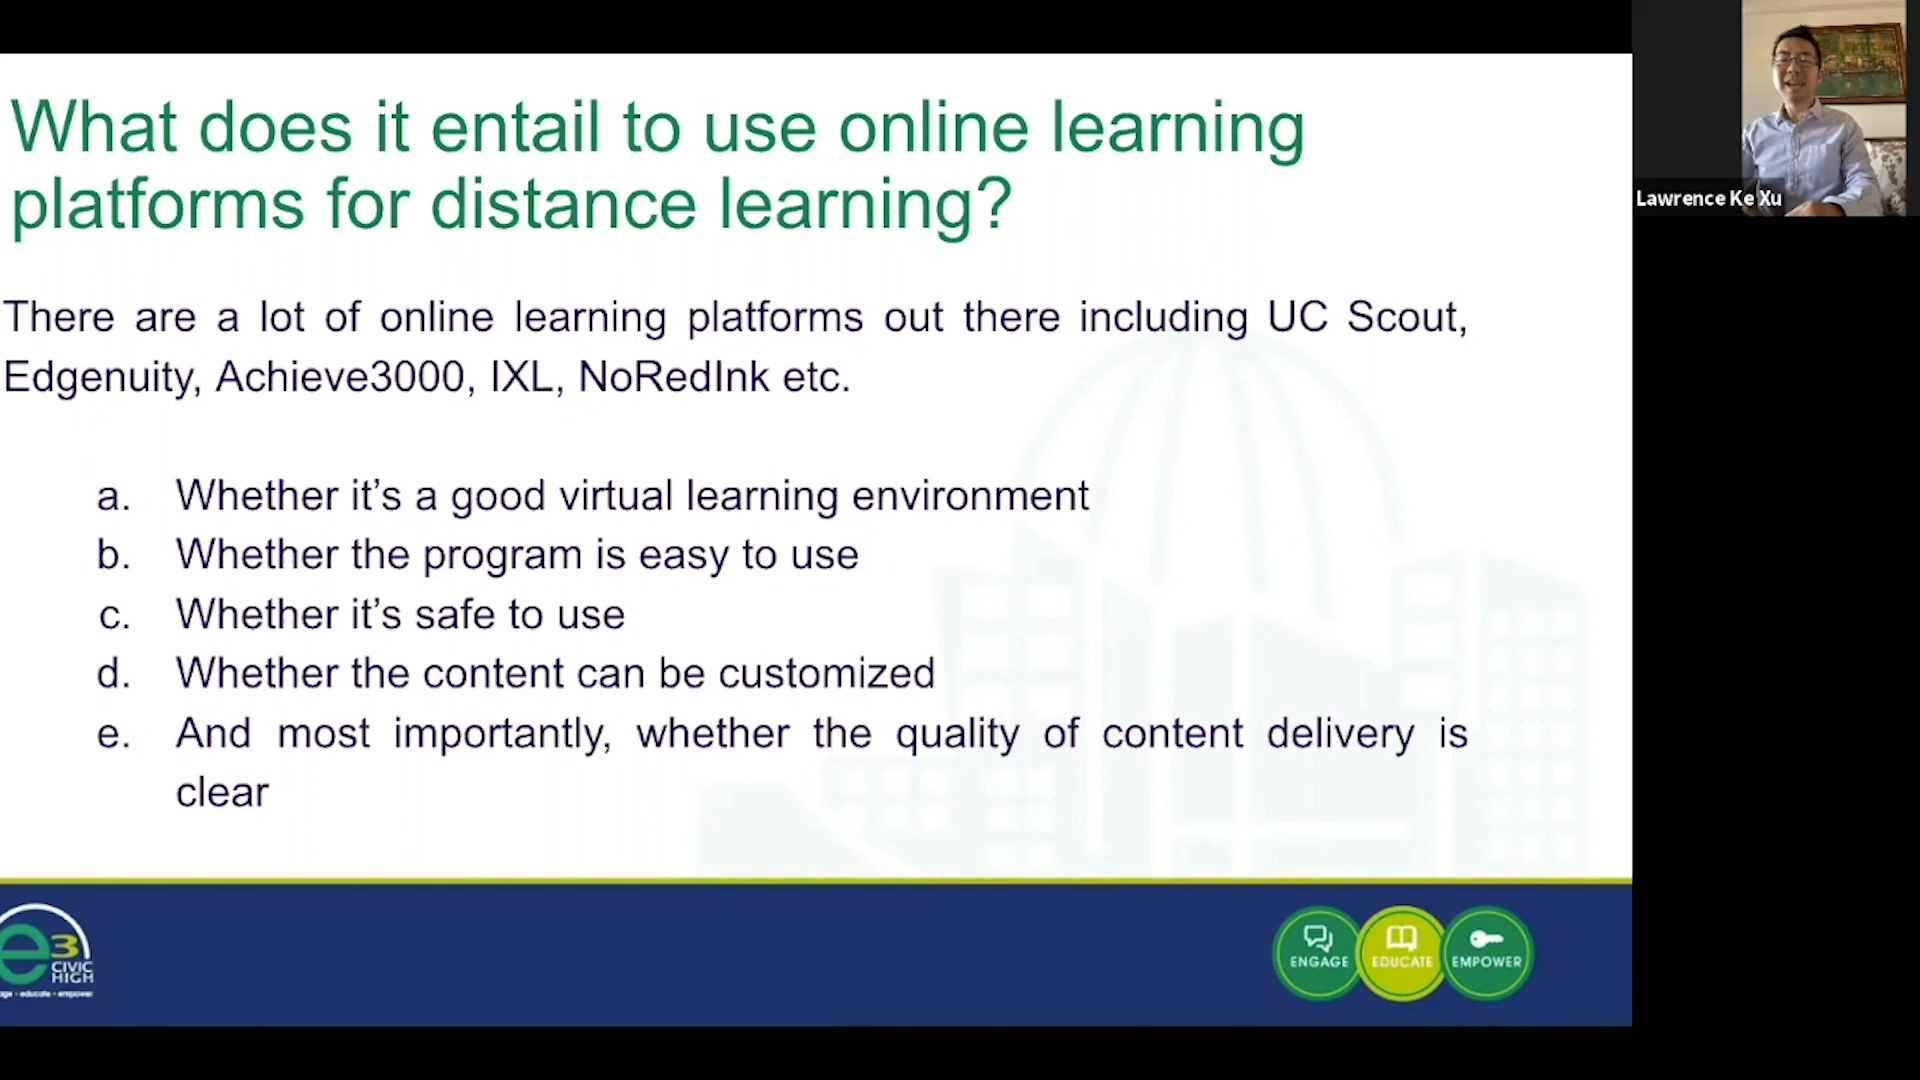 What does it entail to use online learning
platforms for distance learning?
There are a lot of online learning platforms out there including UC Scout,
Edgenuity, Achieve3000, IXL, NoRedInk etc.
a. Whether it’s a good virtual learning environment
b. Whether the program is easy to use
c. Whether it’s safe to use
d. Whether the content can be customized
e. And most importantly, whether the quality of content delivery is
clear
Lawrence Ke Xu
e3
CIVIC
HIGH
educate - empower
ENGAGE
EDUCATE
EMPOWER